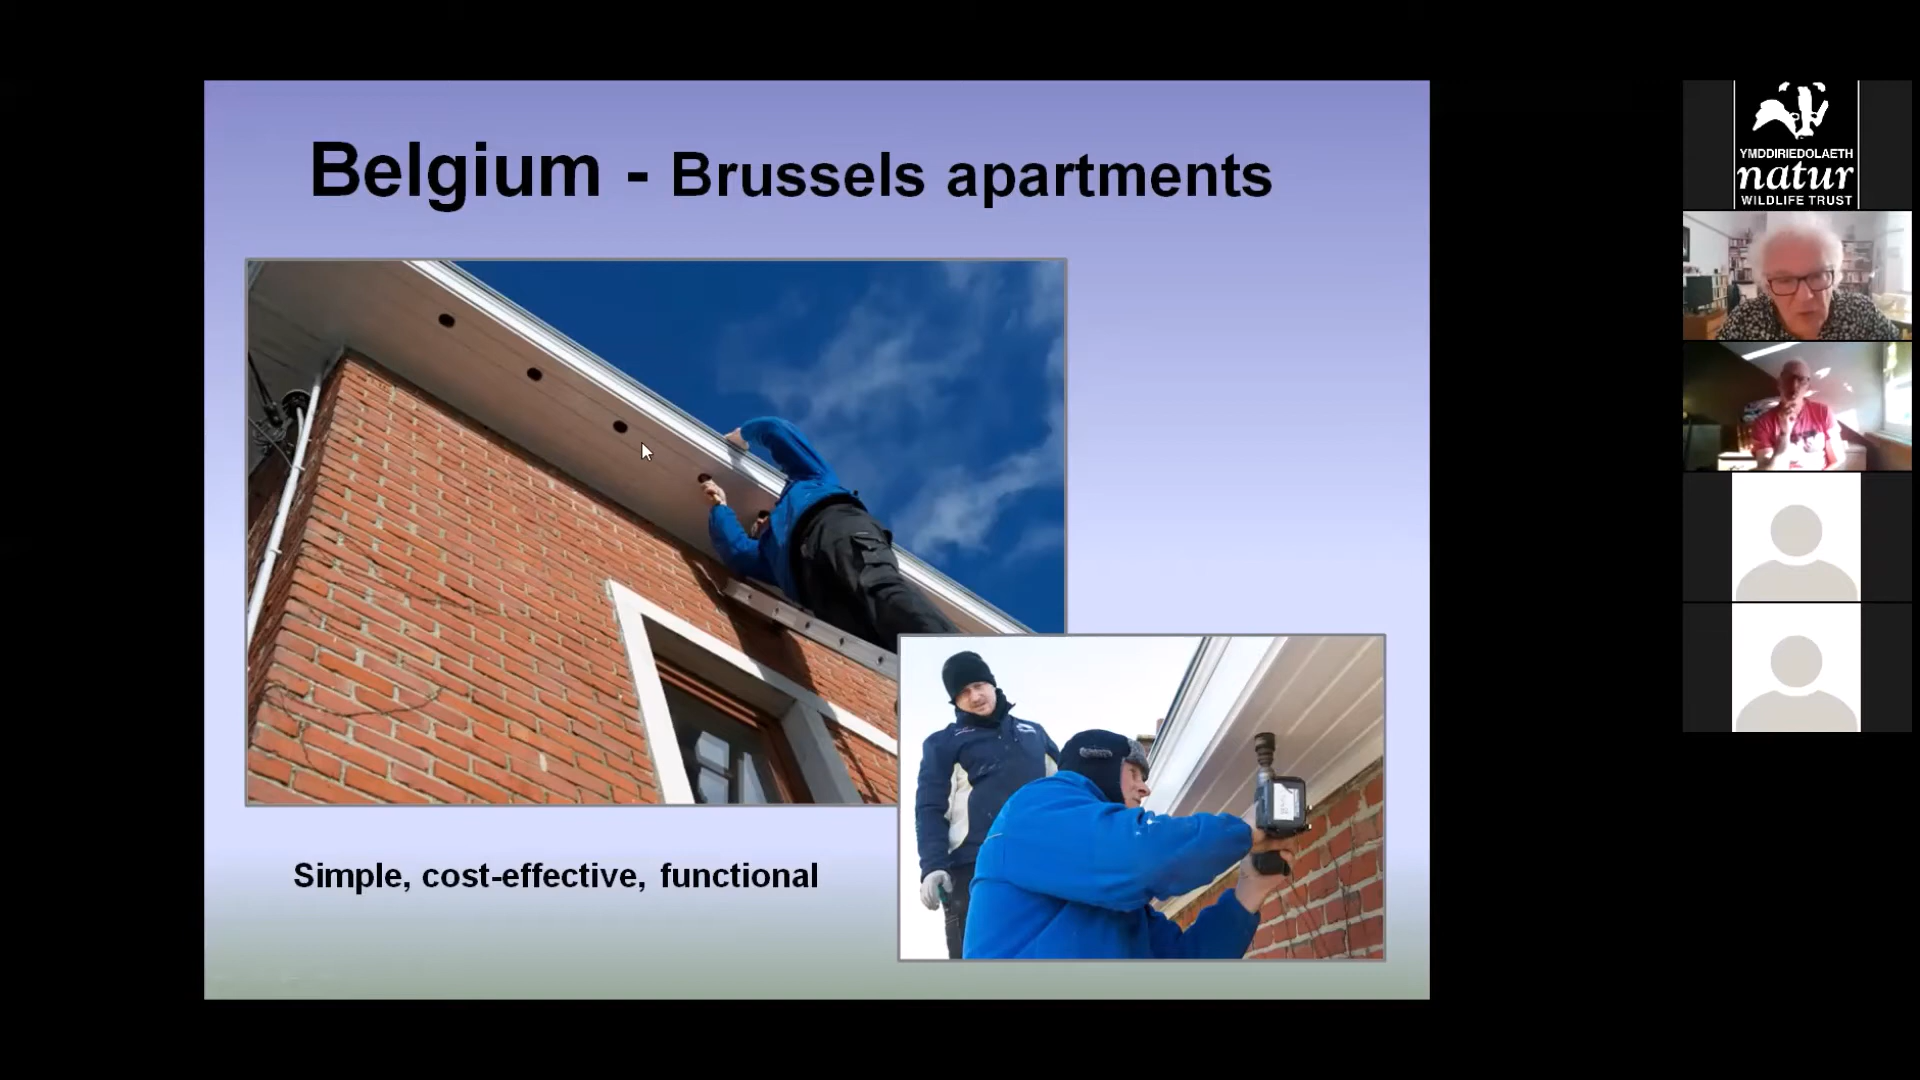 Belgium - Brussels apartments
Simple, cost-effective, functional
YMDDIRIEDOLAETH
natur
WILDLIFE TRUST